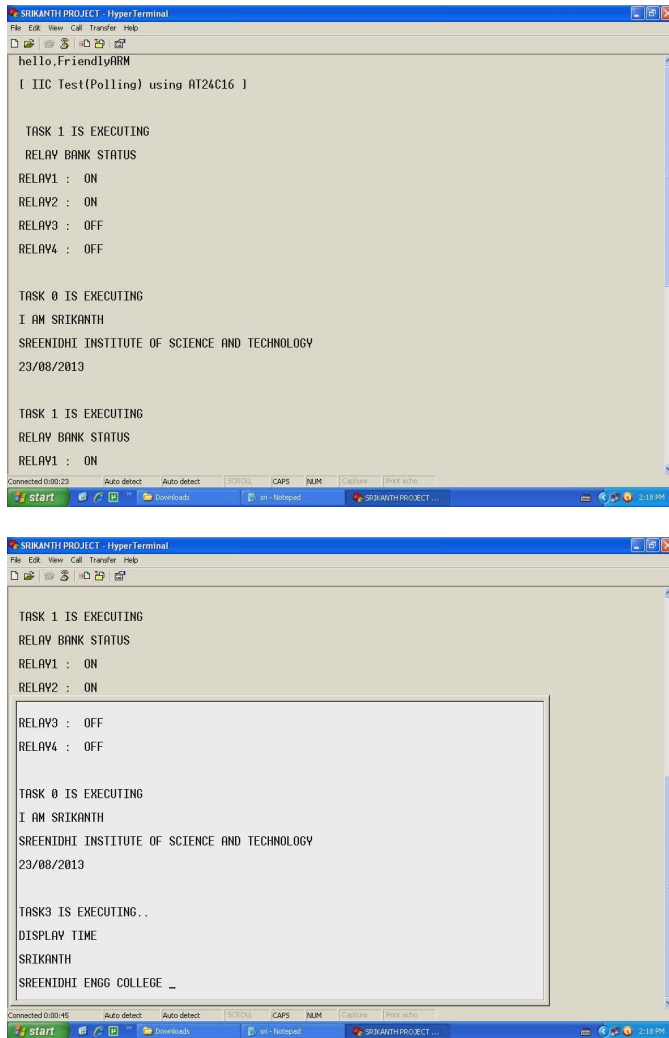 SRIKANTH PROJECT - HyperTerminal
File Edit View Call Transfer Help
hello,FriendlyARM
[ IIC Test(Polling) using AT24C16 ]
TASK 1 IS EXECUTING
RELAY BANK STATUS
RELAY1 : ON
RELAY2 : ON
RELAY3 : OFF
RELAY4 : OFF
TASK 0 IS EXECUTING
I AM SRIKANTH
SREENIDHI INSTITUTE OF SCIENCE AND TECHNOLOGY
23/08/2013
TASK 1 IS EXECUTING
RELAY BANK STATUS
RELAY1 : ON
Connected 0:00:23 Auto detect Auto detect SCROLL CAPS NUM Capture Print echo
start Downloads sri - Notepad SRIKANTH PROJECT ... 2:18 PM
SRIKANTH PROJECT - HyperTerminal
File Edit View Call Transfer Help
TASK 1 IS EXECUTING
RELAY BANK STATUS
RELAY1 : ON
RELAY2 : ON
RELAY3 : OFF
RELAY4 : OFF
TASK 0 IS EXECUTING
I AM SRIKANTH
SREENIDHI INSTITUTE OF SCIENCE AND TECHNOLOGY
23/08/2013
TASK3 IS EXECUTING..
DISPLAY TIME
SRIKANTH
SREENIDHI ENGG COLLEGE _
Connected 0:00:45 Auto detect Auto detect SCROLL CAPS NUM Capture Print echo
start Downloads sri - Notepad SRIKANTH PROJECT ... 2:18 PM